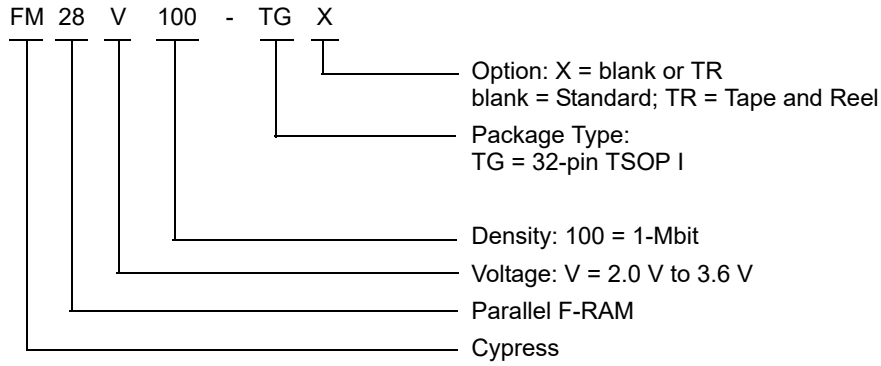 FM 28 V 100 - TG X
Option: X = blank or TR
blank = Standard; TR = Tape and Reel
Package Type:
TG = 32-pin TSOP I
Density: 100 = 1-Mbit
Voltage: V = 2.0 V to 3.6 V
Parallel F-RAM
Cypress